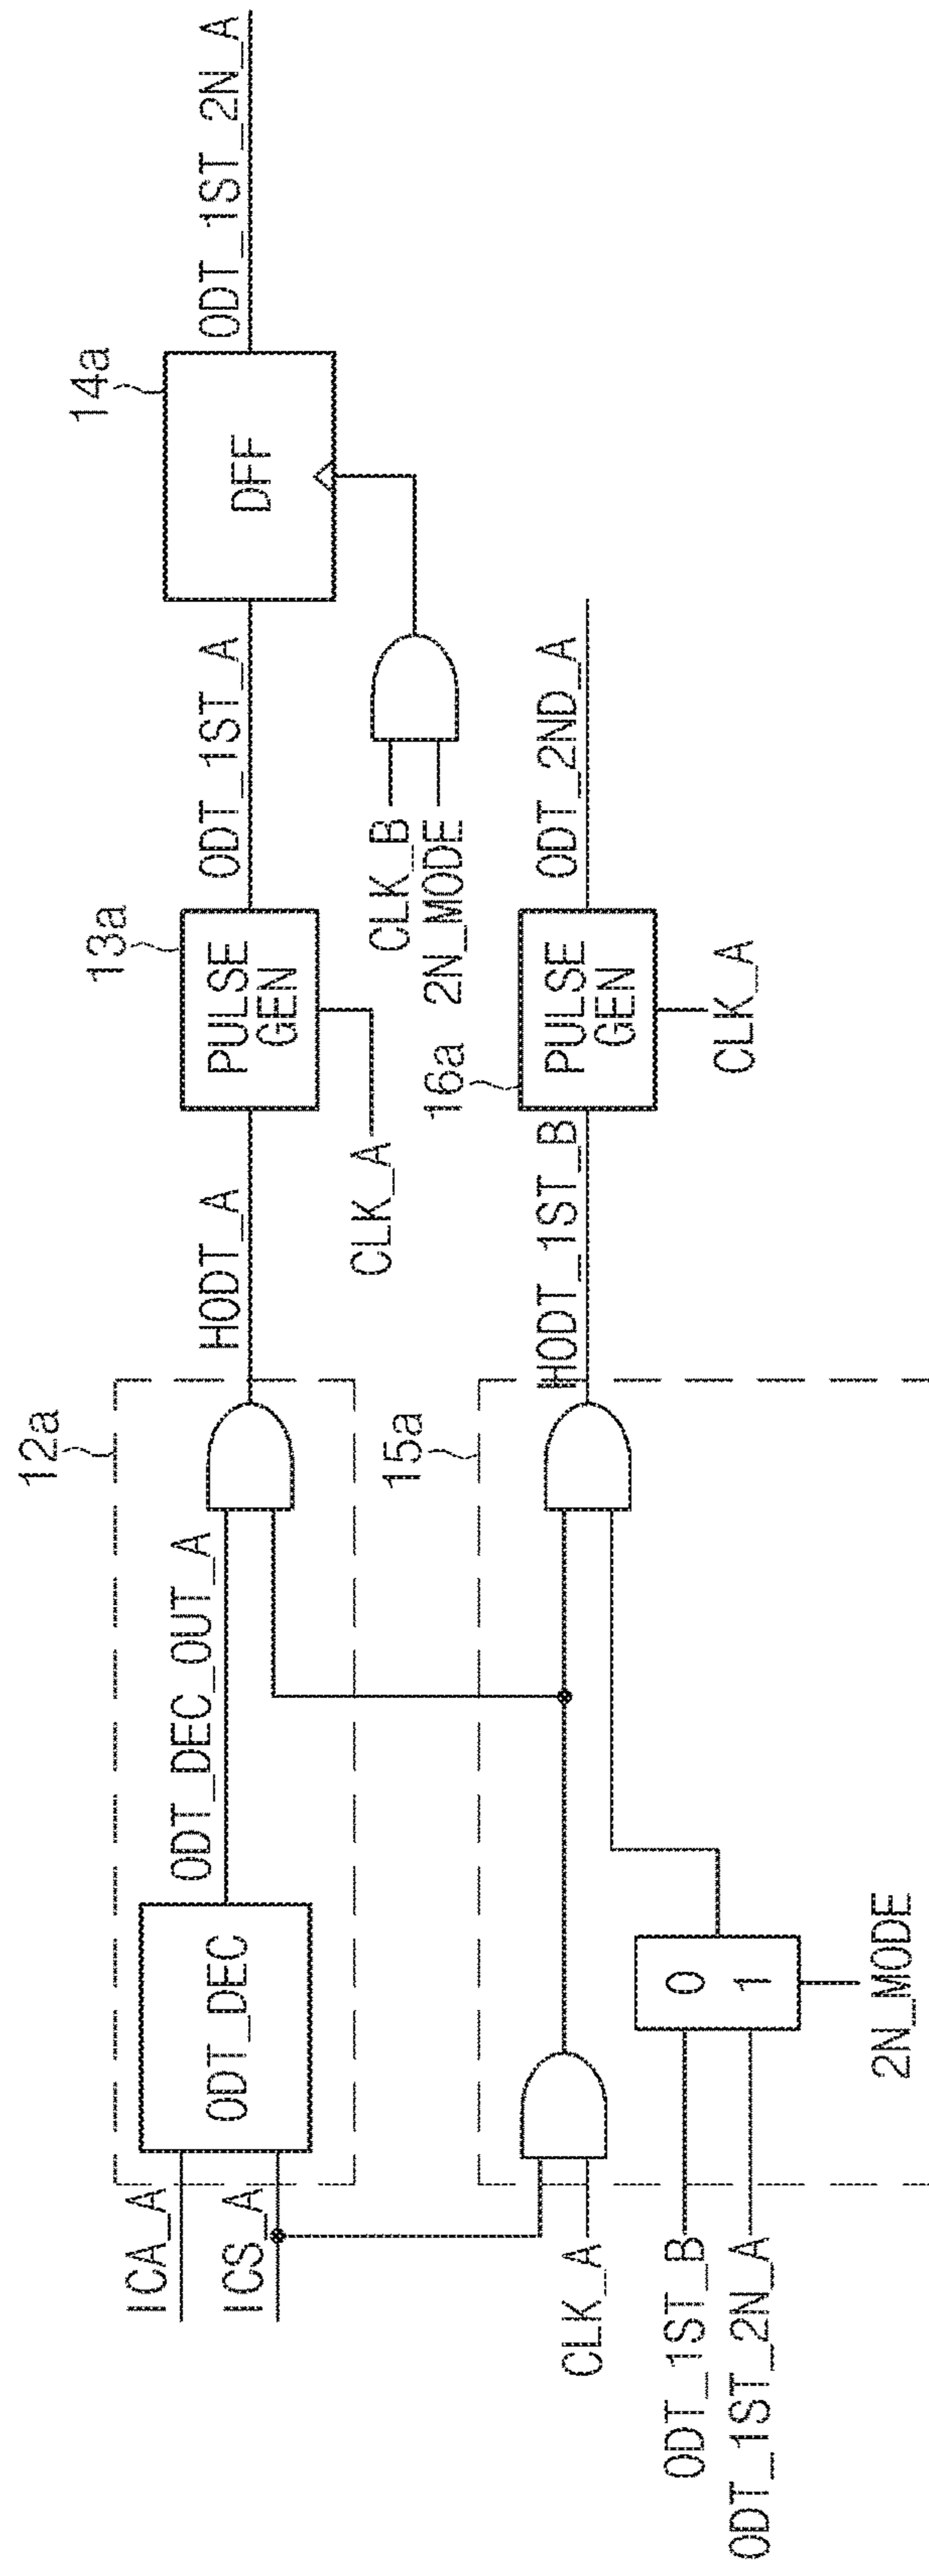 12a
ICA_A
ICS_A
ODT_DEC
ODT_DEC_OUT_A
HODT_A
13a
PULSE
GEN
CLK_A
ODT_1ST_A
14a
DFF
ODT_1ST_2N_A
CLK_B
2N_MODE
15a
CLK_A
ODT_1ST_B
ODT_1ST_2N_A
0
1
2N_MODE
HODT_1ST_B
16a
PULSE
GEN
CLK_A
ODT_2ND_A